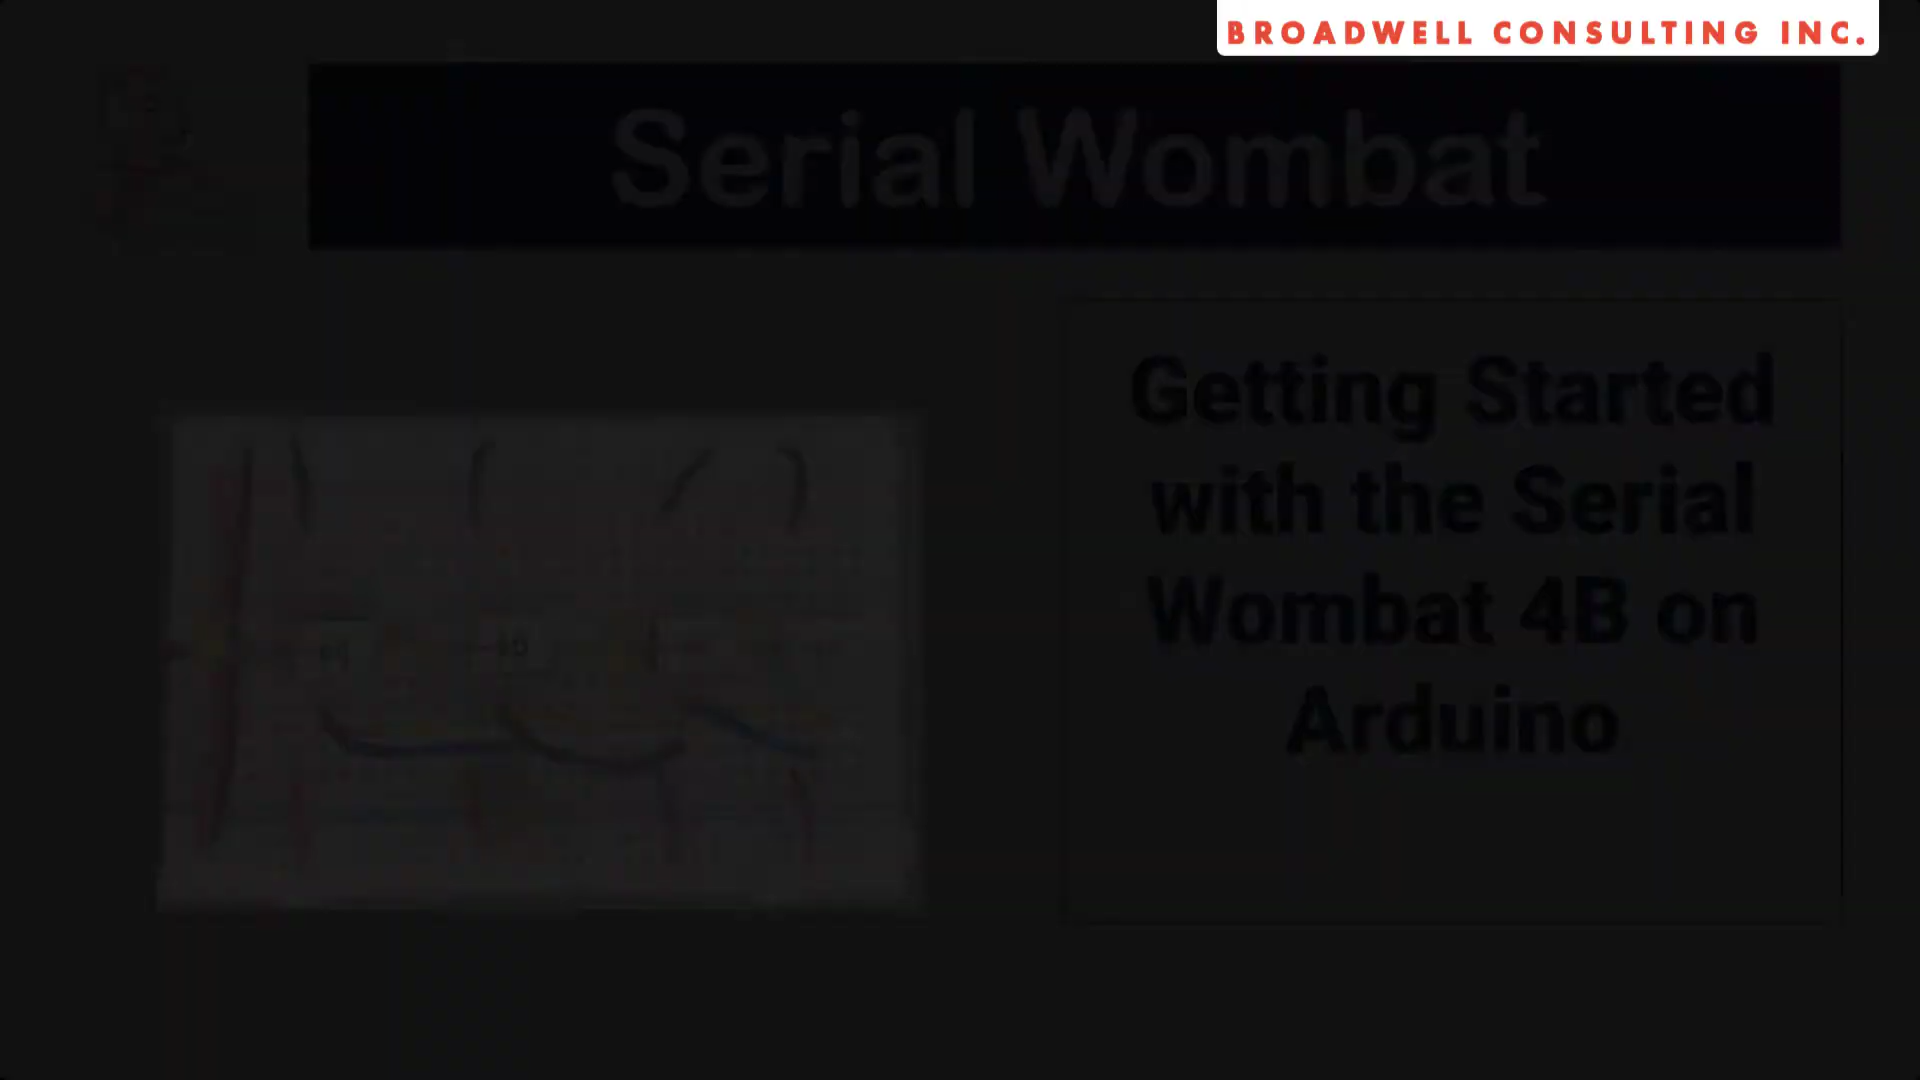 BROADWELL CONSULTING INC.
Serial Wombat
Getting Started
with the Serial
Wombat 4B on
Arduino